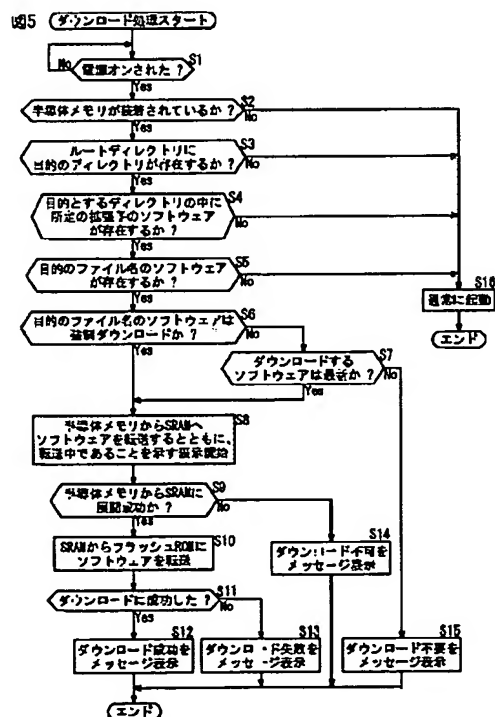 図5
ダウンロード処理スタート
S1
電源オンされた ?
No
Yes
S2
半導体メモリが装着されているか ?
No
Yes
S3
ルートディレクトリに
目的のディレクトリが存在するか ?
No
Yes
S4
目的とするディレクトリの中に
所定の拡張子のソフトウェア
が存在するか ?
No
Yes
S5
目的のファイル名のソフトウェア
が存在するか ?
No
Yes
S16
通常に起動
エンド
S6
目的のファイル名のソフトウェアは
強制ダウンロードか ?
No
Yes
S7
ダウンロードする
ソフトウェアは最新か ?
No
Yes
S8
半導体メモリからSRAMへ
ソフトウェアを転送するとともに、
転送中であることを示す表示開始
S9
半導体メモリからSRAMに
展開成功か ?
No
Yes
S10
SRAMからフラッシュROMに
ソフトウェアを転送
S14
ダウンロード不可を
メッセージ表示
S11
ダウンロードに成功した ?
No
Yes
S12
ダウンロード成功を
メッセージ表示
S13
ダウンロード失敗を
メッセージ表示
S15
ダウンロード不要を
メッセージ表示
エンド